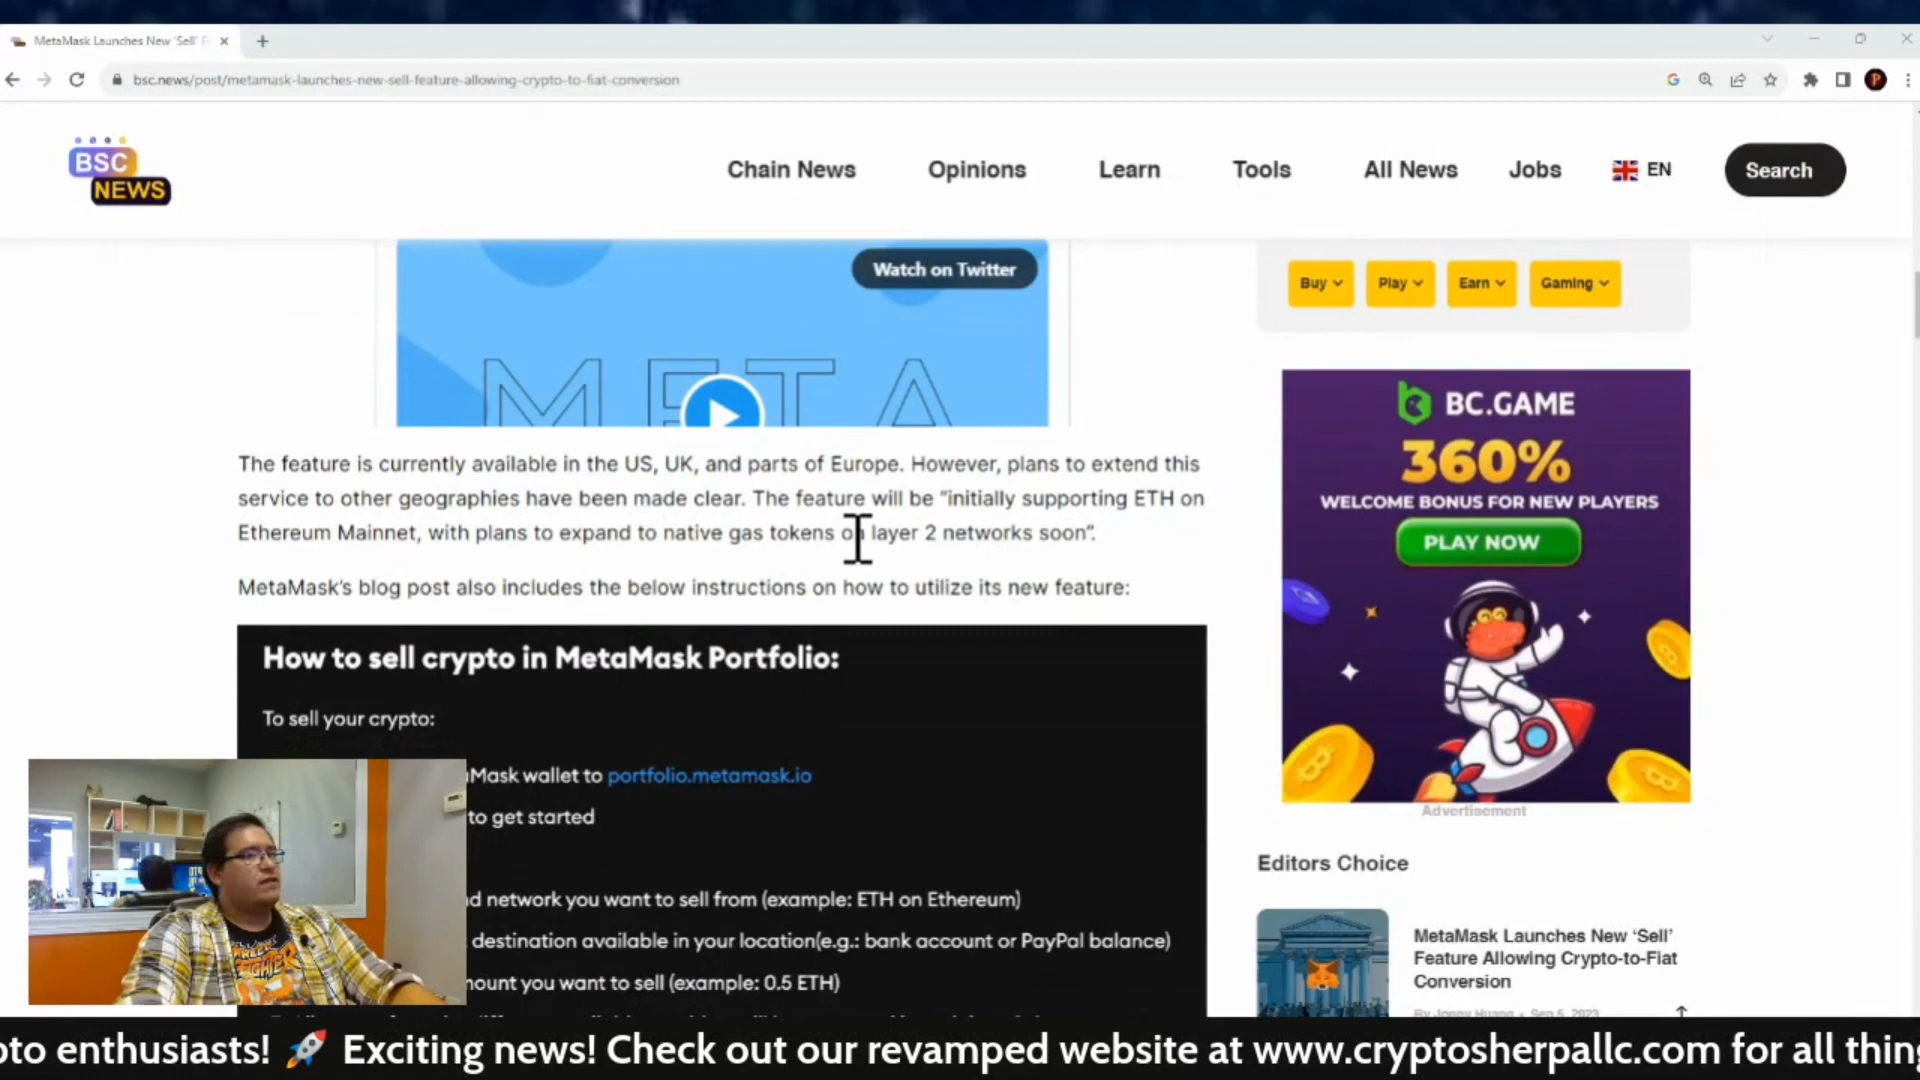 MetaMask Launches New 'Sell' F
bsc.news/post/metamask-launches-new-sell-feature-allowing-crypto-to-fiat-conversion
BSC
NEWS
Chain News
Opinions
Learn
Tools
All News
Jobs
EN
Search
Watch on Twitter
META
Buy
Play
Earn
Gaming
The feature is currently available in the US, UK, and parts of Europe. However, plans to extend this
service to other geographies have been made clear. The feature will be “initially supporting ETH on
Ethereum Mainnet, with plans to expand to native gas tokens on layer 2 networks soon”.
MetaMask’s blog post also includes the below instructions on how to utilize its new feature:
How to sell crypto in MetaMask Portfolio:
To sell your crypto:
aMask wallet to portfolio.metamask.io
to get started
d network you want to sell from (example: ETH on Ethereum)
destination available in your location(e.g.: bank account or PayPal balance)
mount you want to sell (example: 0.5 ETH)
BC.GAME
360%
WELCOME BONUS FOR NEW PLAYERS
PLAY NOW
Advertisement
Editors Choice
MetaMask Launches New ‘Sell’
Feature Allowing Crypto-to-Fiat
Conversion
By Jonny Huang • Sep 5, 2023
pto enthusiasts! 🚀 Exciting news! Check out our revamped website at www.cryptosherpallc.com for all thing